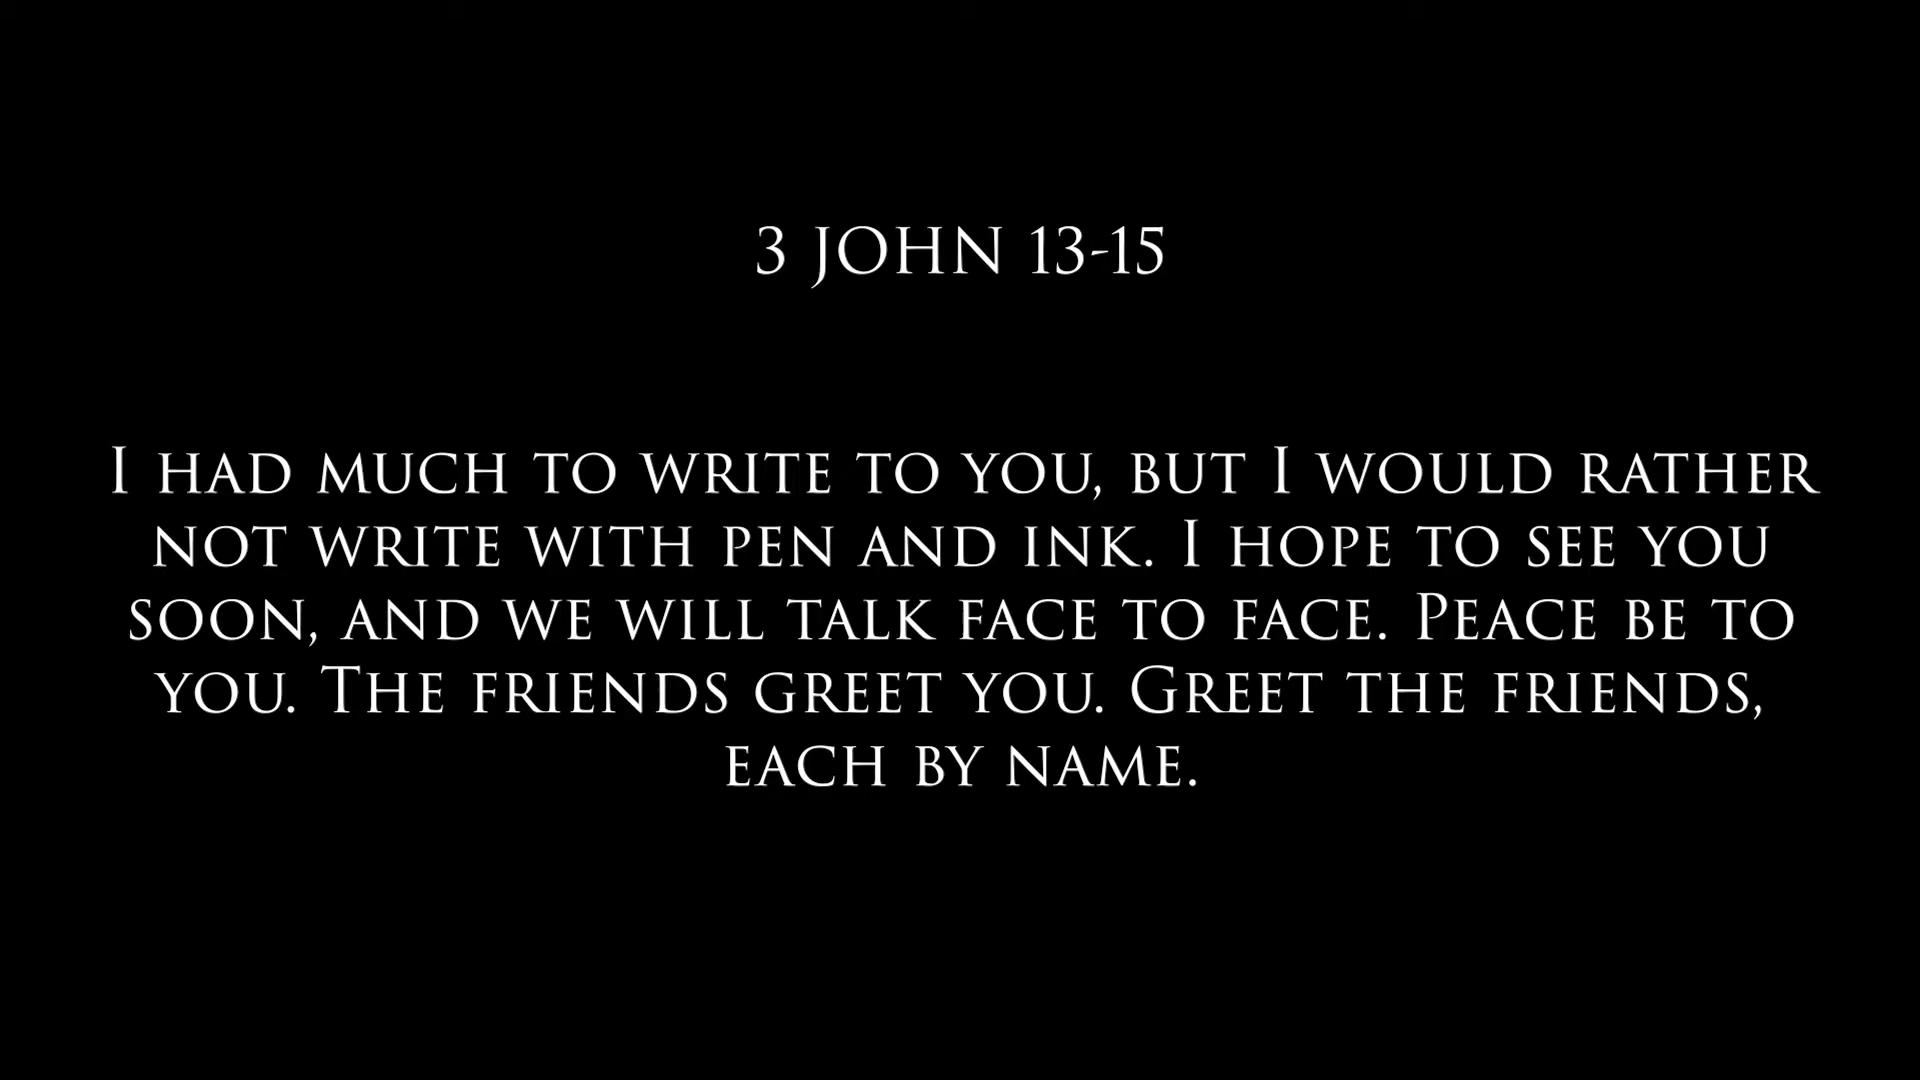 3 JOHN 13-15
I HAD MUCH TO WRITE TO YOU, BUT I WOULD RATHER
NOT WRITE WITH PEN AND INK. I HOPE TO SEE YOU
SOON, AND WE WILL TALK FACE TO FACE. PEACE BE TO
YOU. THE FRIENDS GREET YOU. GREET THE FRIENDS,
EACH BY NAME.